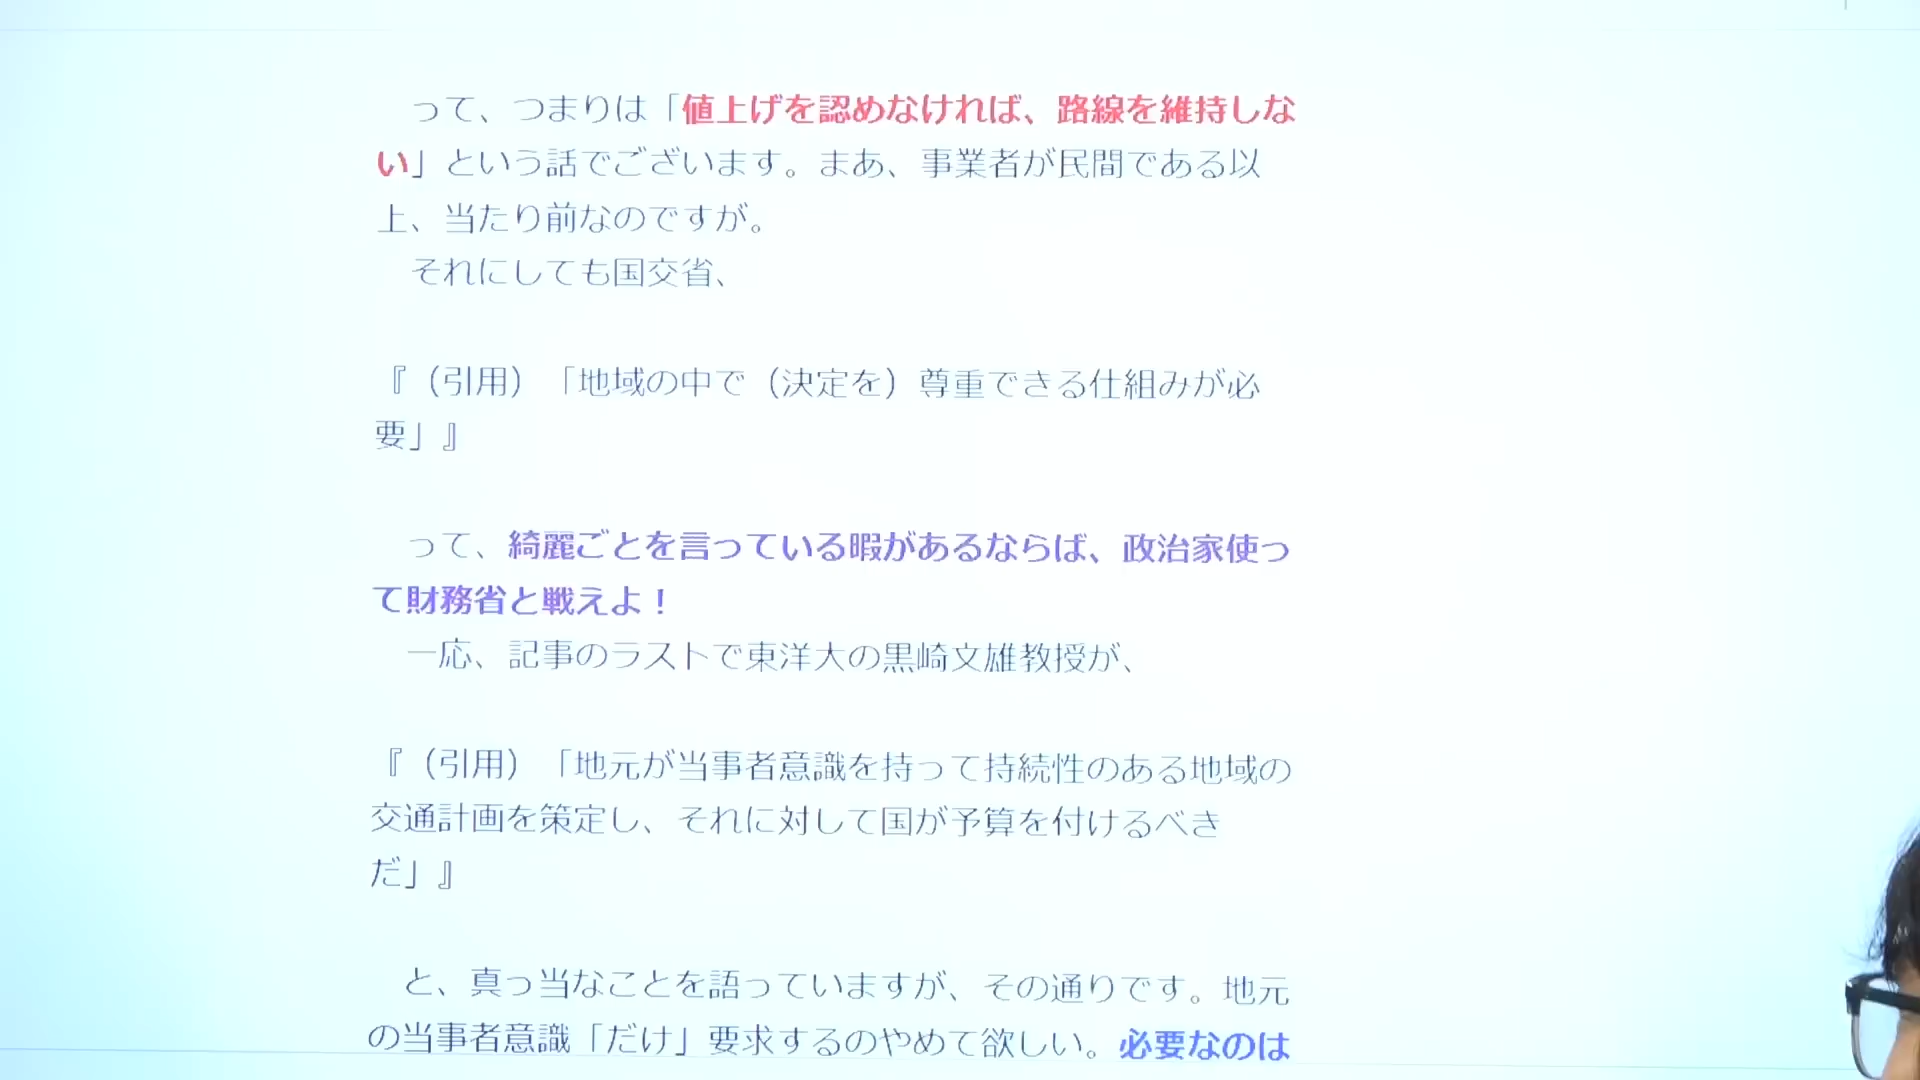 って、つまりは「値上げを認めなければ、路線を維持しな
い」という話でございます。まあ、事業者が民間である以
上、当たり前なのですが。
それにしても国交省、
『（引用）「地域の中で（決定を）尊重できる仕組みが必
要」』
って、綺麗ごとを言っている暇があるならば、政治家使っ
て財務省と戦えよ！
一応、記事のラストで東洋大の黒崎文雄教授が、
『（引用）「地元が当事者意識を持って持続性のある地域の
交通計画を策定し、それに対して国が予算を付けるべき
だ」』
と、真っ当なことを語っていますが、その通りです。地元
の当事者意識「だけ」要求するのやめて欲しい。必要なのは